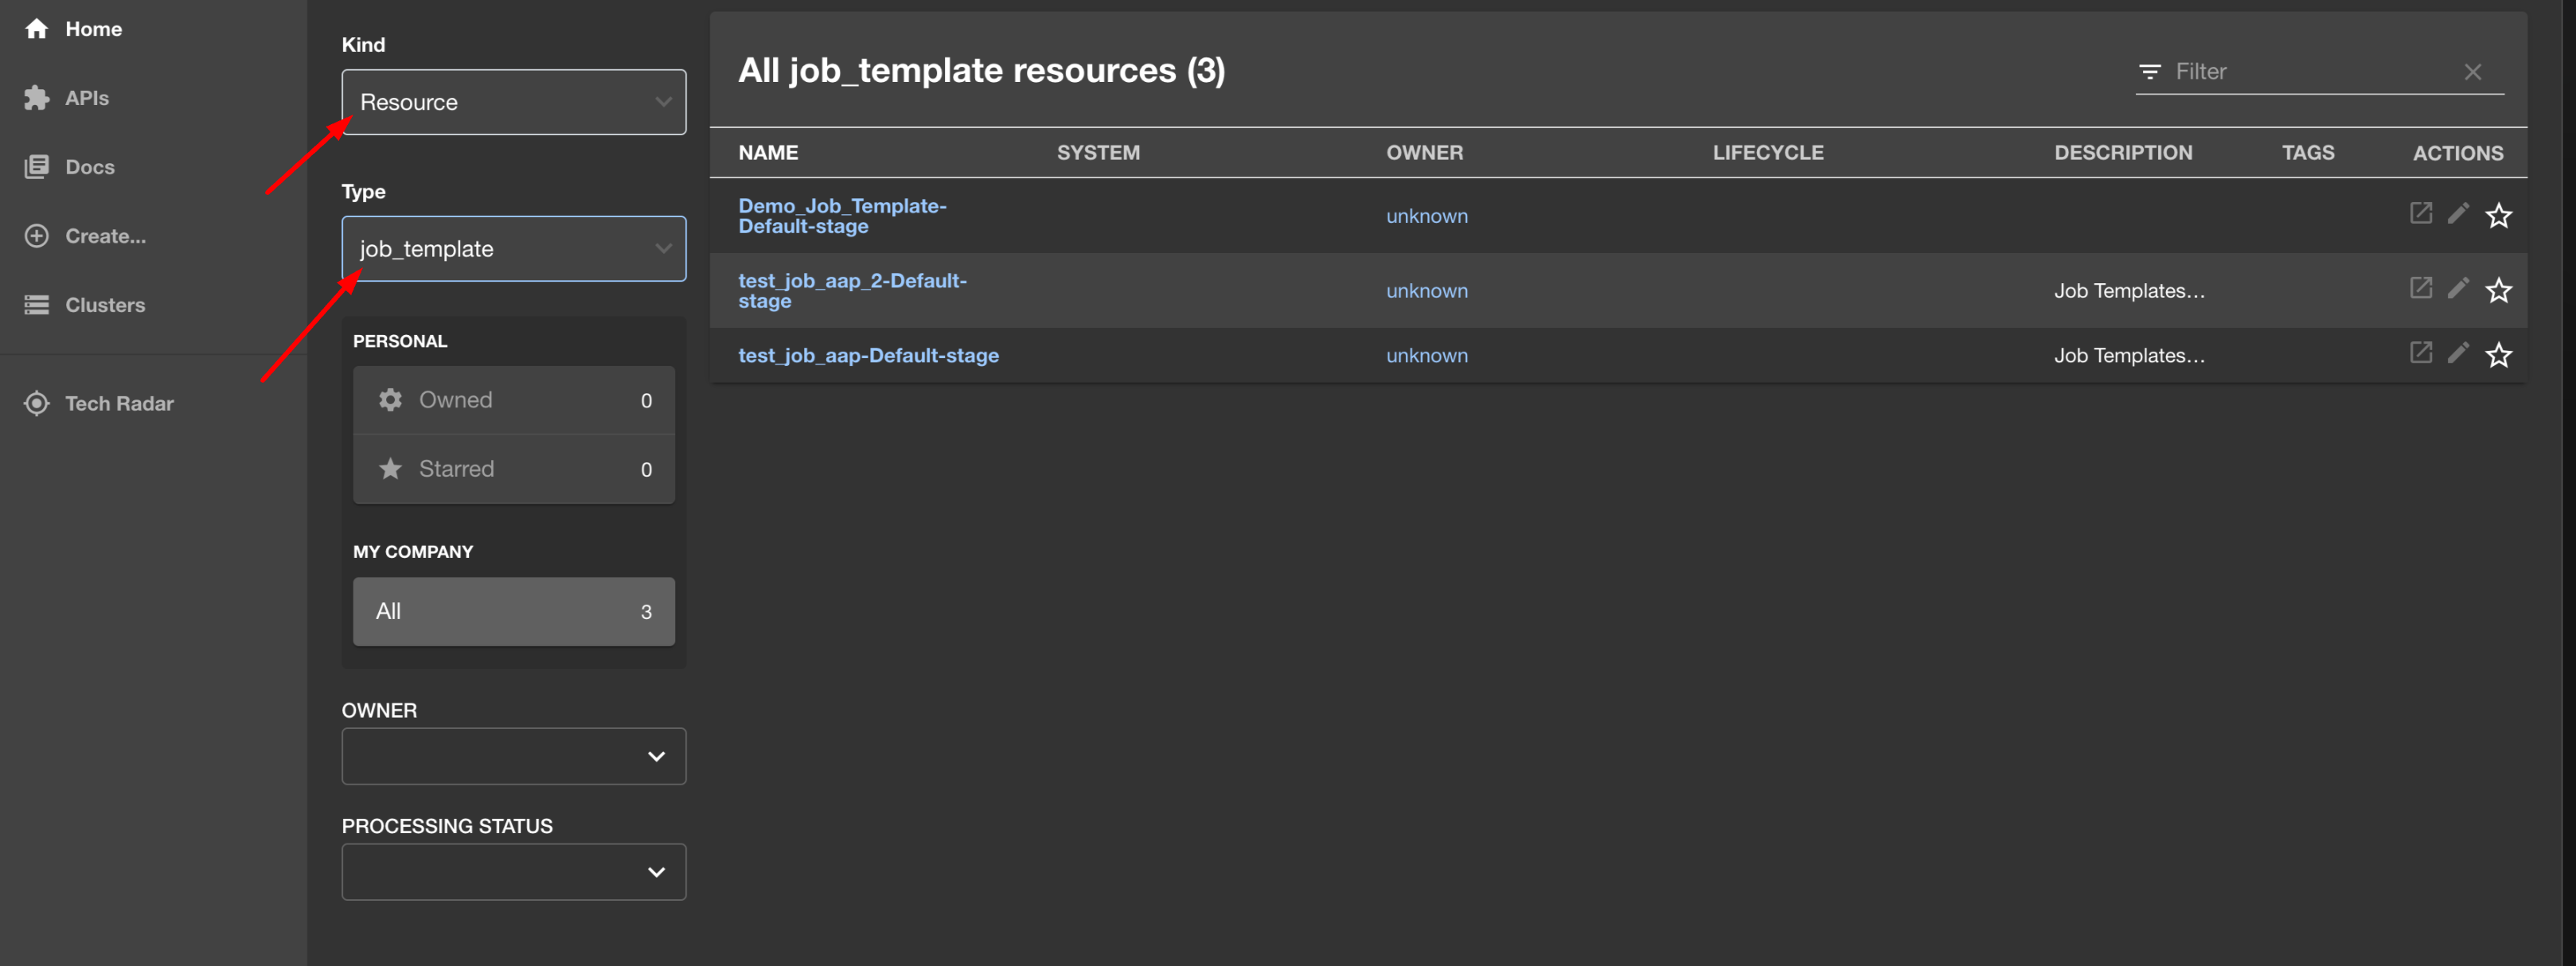 Home
APIs
Docs
Create...
Clusters
Tech Radar
Kind
Resource
Type
job_template
PERSONAL
Owned 0
Starred 0
MY COMPANY
All 3
OWNER
PROCESSING STATUS
All job_template resources (3)
Filter
NAME SYSTEM OWNER LIFECYCLE DESCRIPTION TAGS ACTIONS
Demo_Job_Template-
Default-stage
unknown
test_job_aap_2-Default-
stage
unknown
Job Templates...
test_job_aap-Default-stage unknown Job Templates...